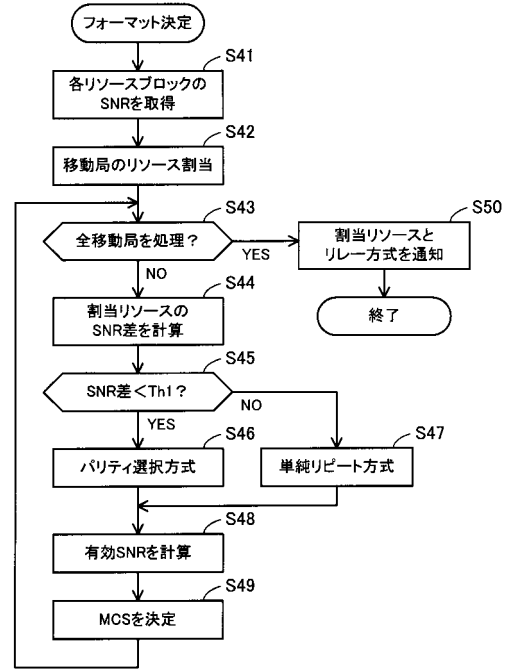 フォーマット決定
S41
各リソースブロックの
SNRを取得
S42
移動局のリソース割当
S43
全移動局を処理？
YES
NO
S50
割当リソースと
リレー方式を通知
終了
S44
割当リソースの
SNR差を計算
S45
SNR差＜Th1？
NO
YES
S46
パリティ選択方式
S47
単純リピート方式
S48
有効SNRを計算
S49
MCSを決定